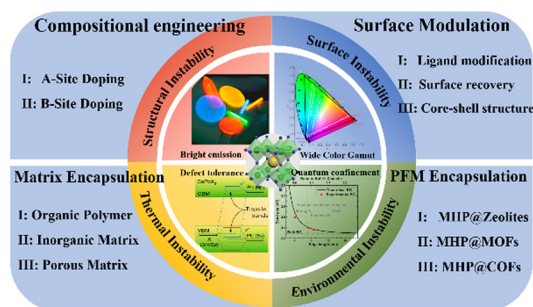 Compositional engineering
I: A-Site Doping
II: B-Site Doping
Surface Modulation
I: Ligand modification
II: Surface recovery
III: Core-shell structure
Structural Instability
Surface Instability
Bright emission
Wide Color Gamut
Defect tolerance
Quantum confinement
Matrix Encapsulation
I: Organic Polymer
II: Inorganic Matrix
III: Porous Matrix
Thermal Instability
Environmental Instability
PFM Encapsulation
I: MHP@Zeolites
II: MHP@MOFs
III: MHP@COFs